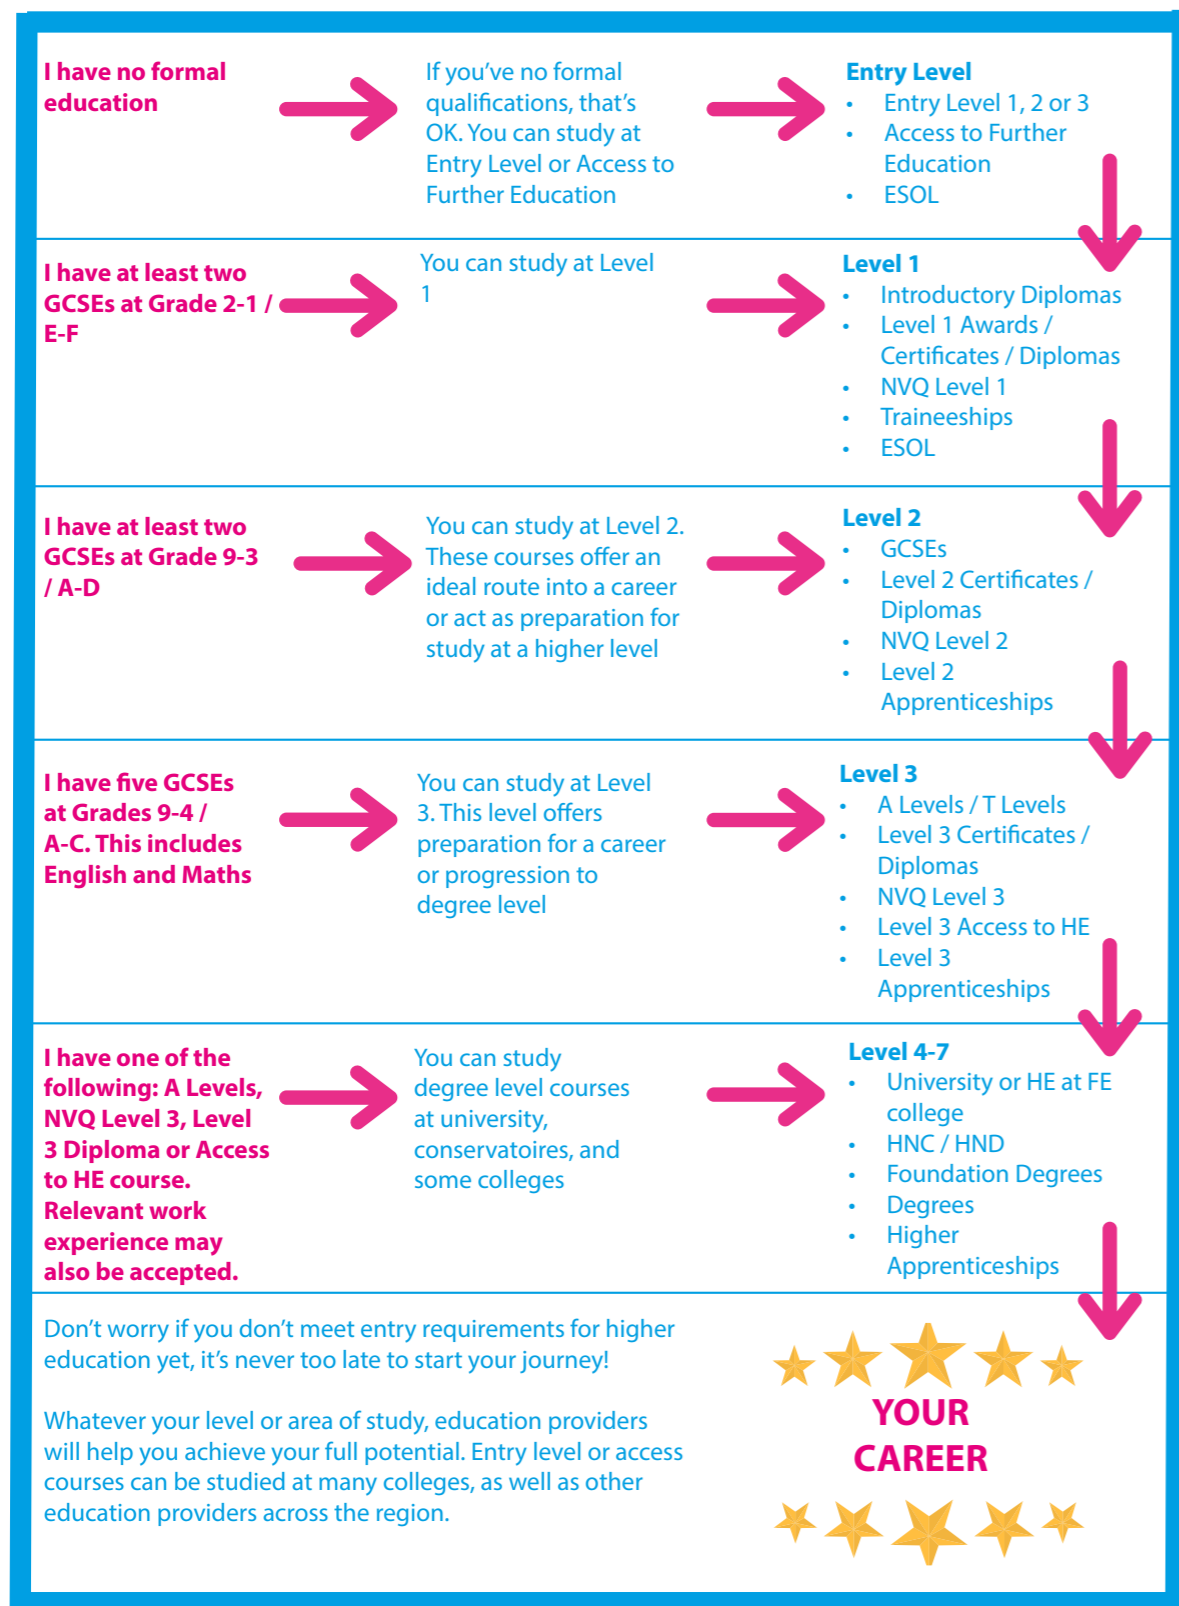 I have no formal
education
If you’ve no formal
qualifications, that’s
OK. You can study at
Entry Level or Access to
Further Education
Entry Level
• Entry Level 1, 2 or 3
• Access to Further
Education
• ESOL
I have at least two
GCSEs at Grade 2-1 /
E-F
You can study at Level
1
Level 1
• Introductory Diplomas
• Level 1 Awards /
Certificates / Diplomas
• NVQ Level 1
• Traineeships
• ESOL
I have at least two
GCSEs at Grade 9-3
/ A-D
You can study at Level 2.
These courses offer an
ideal route into a career
or act as preparation for
study at a higher level
Level 2
• GCSEs
• Level 2 Certificates /
Diplomas
• NVQ Level 2
• Level 2
Apprenticeships
I have five GCSEs
at Grades 9-4 /
A-C. This includes
English and Maths
You can study at Level
3. This level offers
preparation for a career
or progression to
degree level
Level 3
• A Levels / T Levels
• Level 3 Certificates /
Diplomas
• NVQ Level 3
• Level 3 Access to HE
• Level 3
Apprenticeships
I have one of the
following: A Levels,
NVQ Level 3, Level
3 Diploma or Access
to HE course.
Relevant work
experience may
also be accepted.
You can study
degree level courses
at university,
conservatoires, and
some colleges
Level 4-7
• University or HE at FE
college
• HNC / HND
• Foundation Degrees
• Degrees
• Higher
Apprenticeships
Don’t worry if you don’t meet entry requirements for higher
education yet, it’s never too late to start your journey!
Whatever your level or area of study, education providers
will help you achieve your full potential. Entry level or access
courses can be studied at many colleges, as well as other
education providers across the region.
YOUR
CAREER